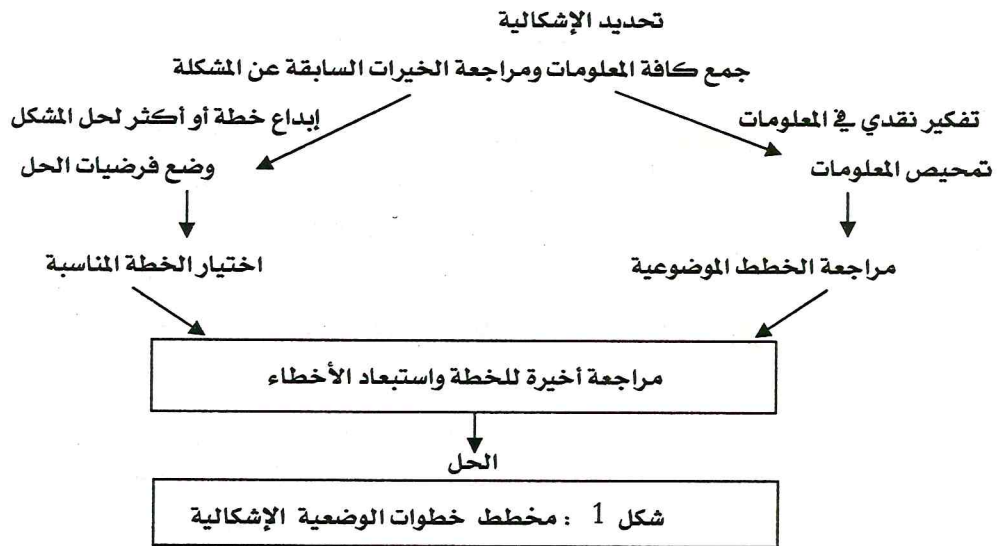 تحديد الإشكالية
جمع كافة المعلومات ومراجعة الخيرات السابقة عن المشكلة
تفكير نقدي في المعلومات
إبداع خطة أو أكثر لحل المشكل
تمحيص المعلومات
وضع فرضيات الحل
مراجعة الخطط الموضوعية
اختيار الخطة المناسبة
مراجعة أخيرة للخطة واستبعاد الأخطاء
الحل
شكل 1 : مخطط خطوات الوضعية الإشكالية